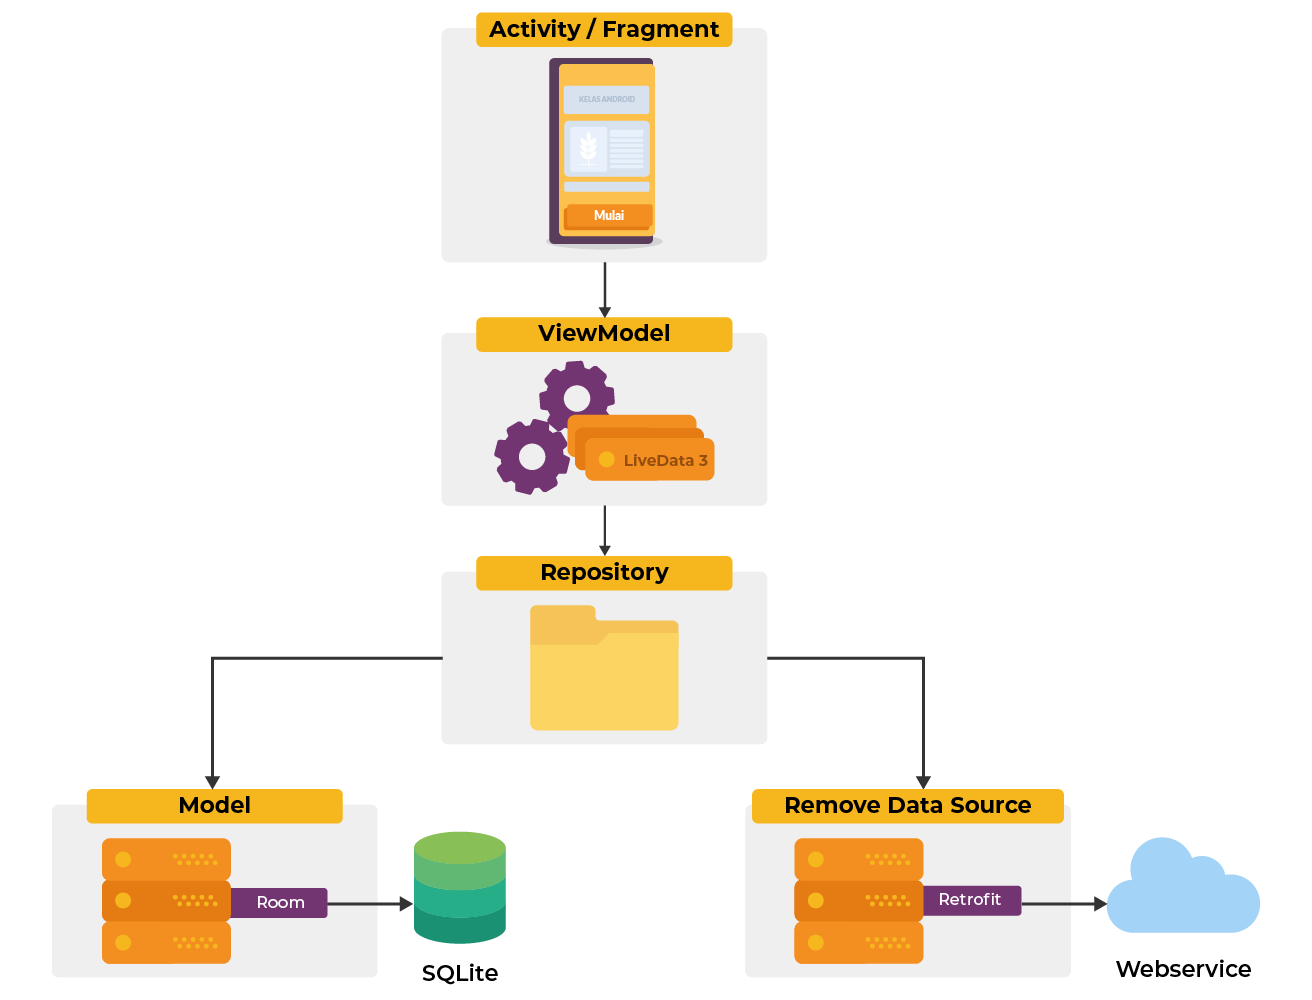 Activity / Fragment
KELAS ANDROID
Mulai
ViewModel
LiveData 3
Repository
Model
Remove Data Source
Room
Retrofit
SQLite
Webservice